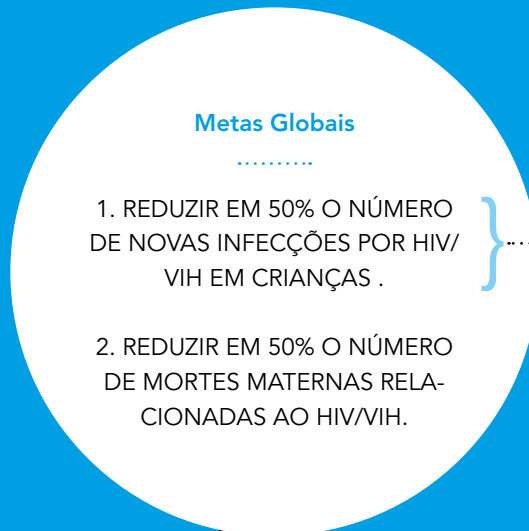 Metas Globais
1. REDUZIR EM 50% O NÚMERO
DE NOVAS INFECÇÕES POR HIV/
VIH EM CRIANÇAS .
2. REDUZIR EM 50% O NÚMERO
DE MORTES MATERNAS RELA-
CIONADAS AO HIV/VIH.